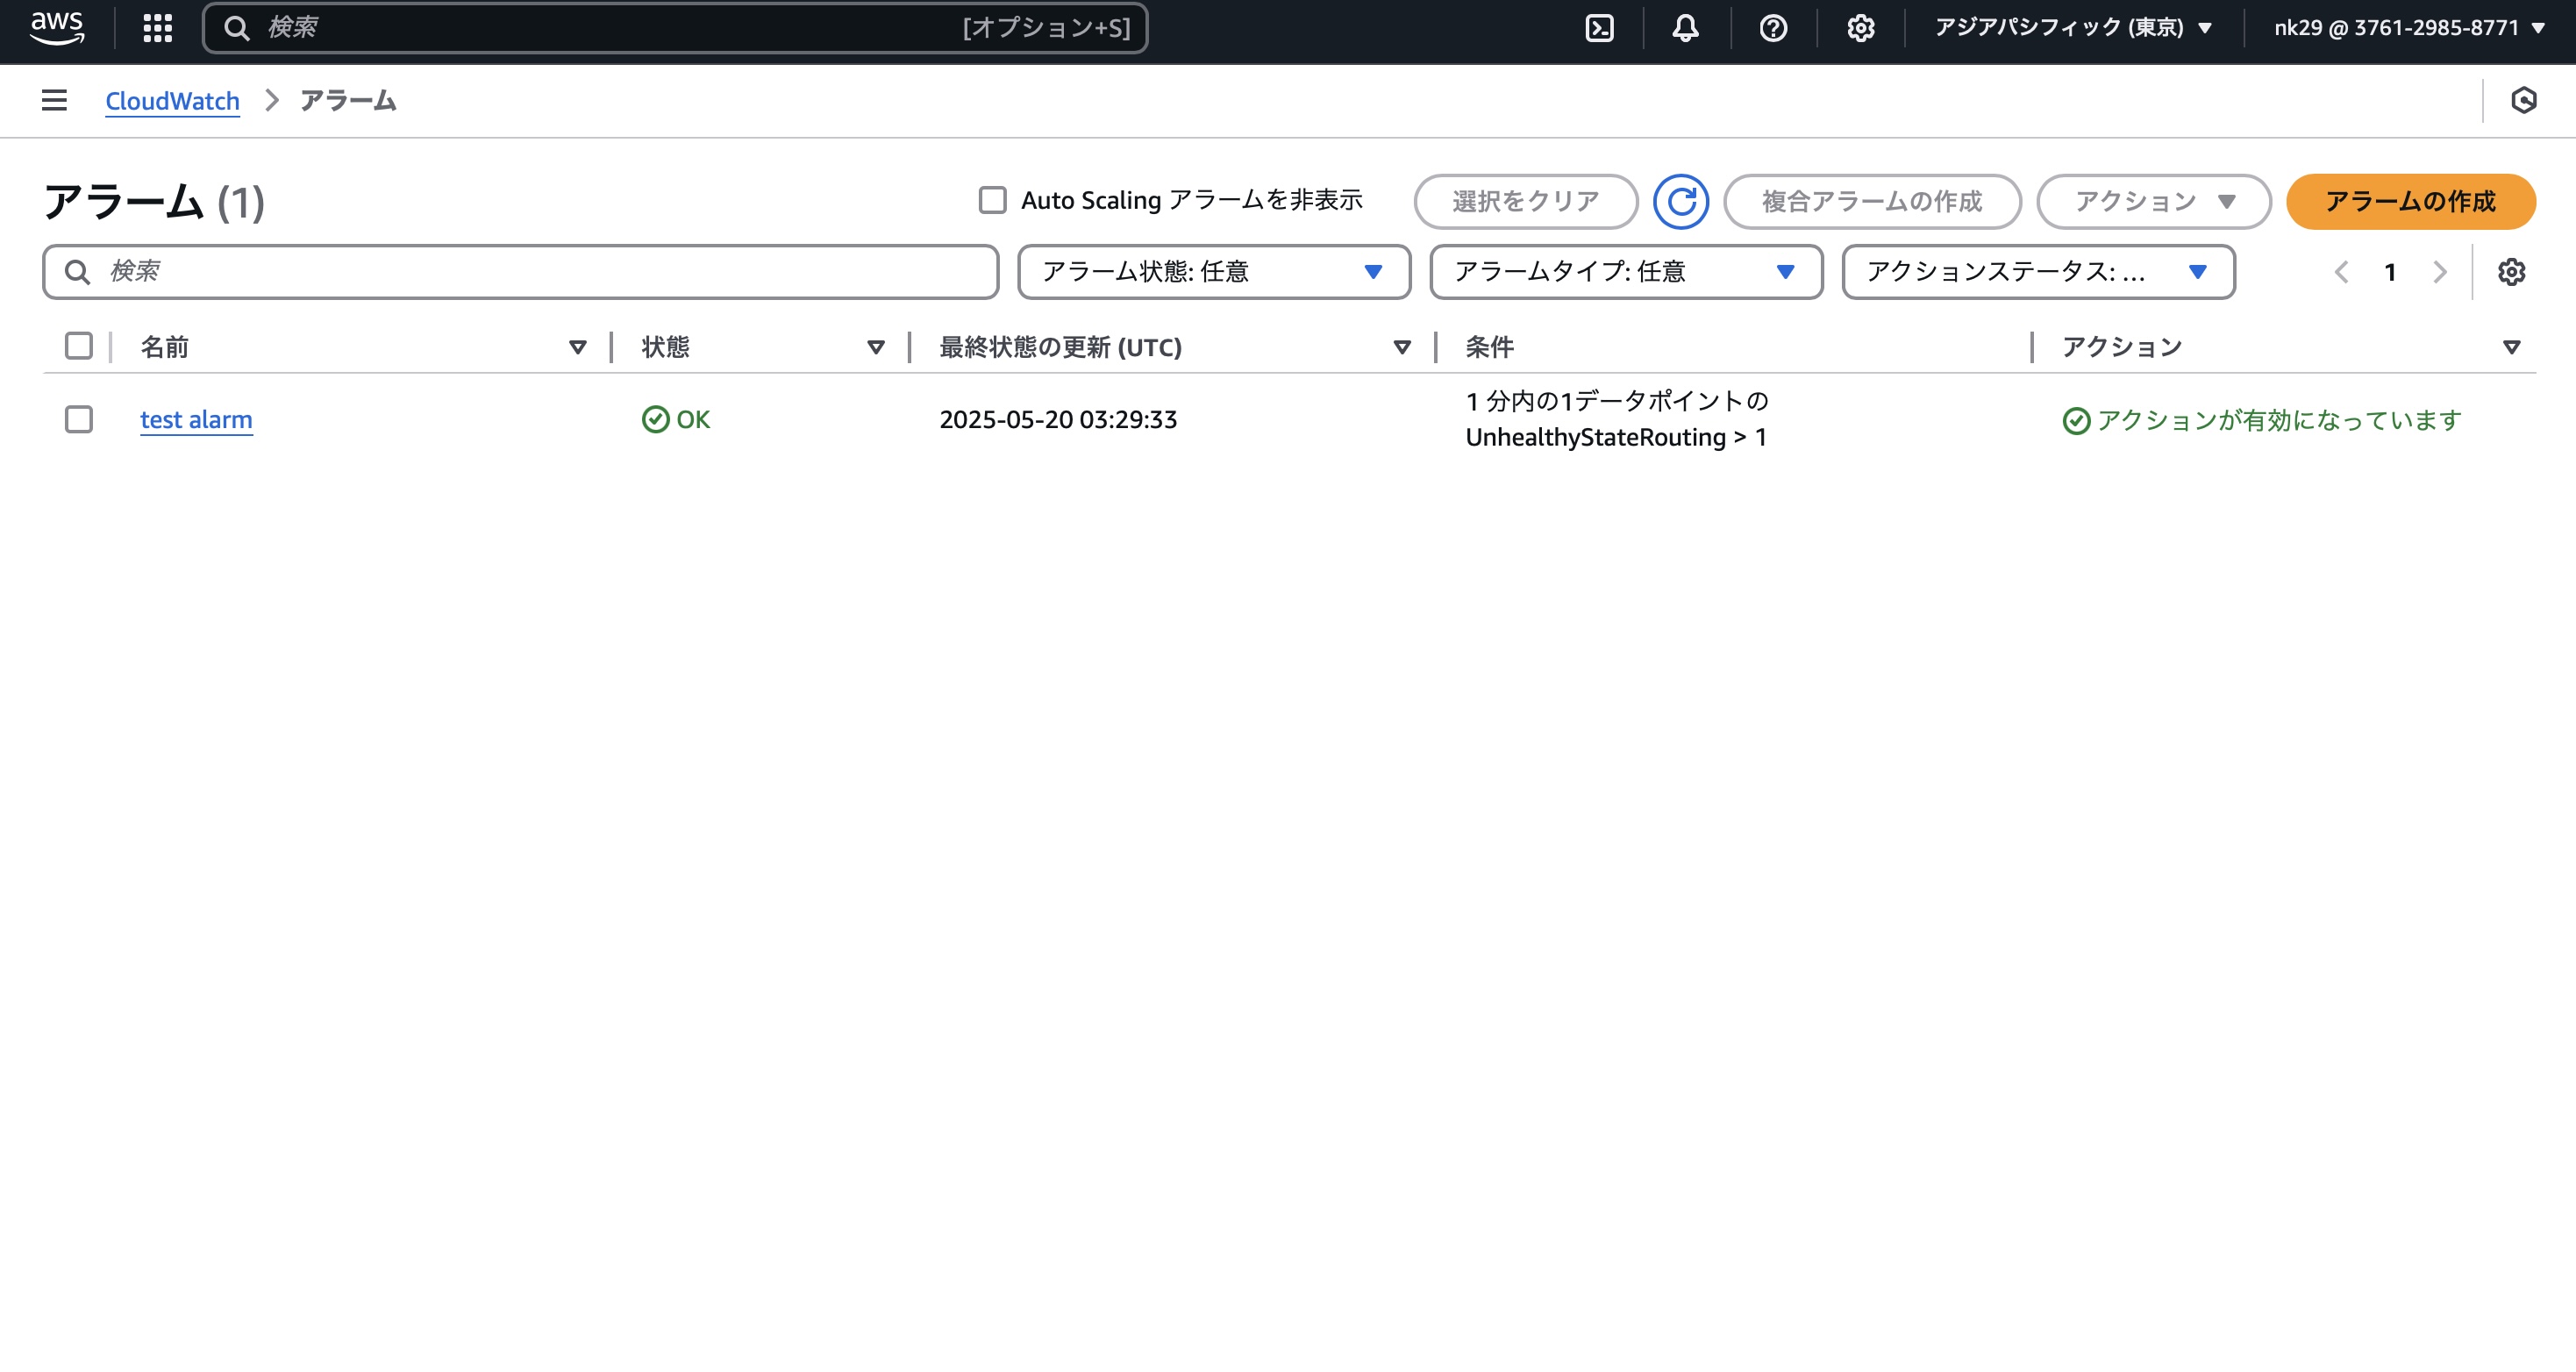 aws
検索
[オプション+S]
アジアパシフィック (東京)
nk29 @ 3761-2985-8771
CloudWatch
アラーム
アラーム (1)
Auto Scaling アラームを非表示
選択をクリア
複合アラームの作成
アクション
アラームの作成
検索
アラーム状態: 任意
アラームタイプ: 任意
アクションステータス: ...
1
名前
状態
最終状態の更新 (UTC)
条件
アクション
test alarm
OK
2025-05-20 03:29:33
1 分内の1データポイントの
UnhealthyStateRouting > 1
アクションが有効になっています